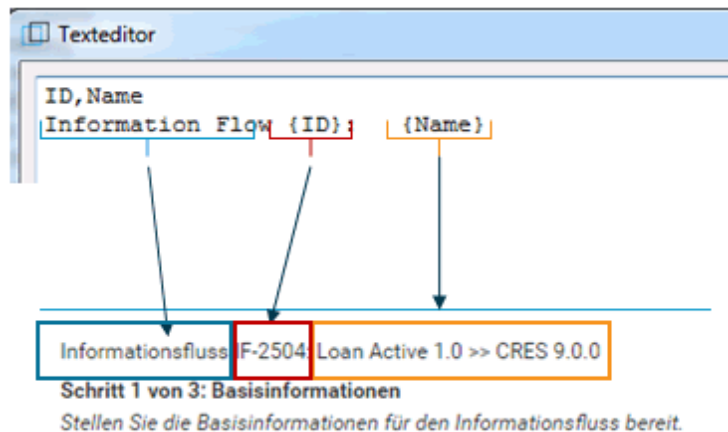 Texteditor
ID,Name
Information Flow {ID}: {Name}
Informationsfluss IF-2504: Loan Active 1.0 >> CRES 9.0.0
Schritt 1 von 3: Basisinformationen
Stellen Sie die Basisinformationen für den Informationsfluss bereit.